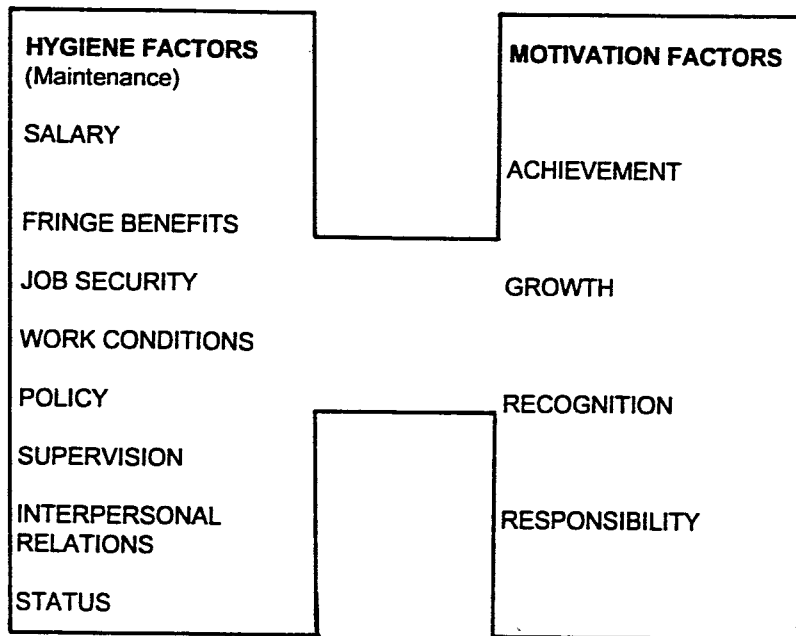 HYGIENE FACTORS
(Maintenance)
SALARY
FRINGE BENEFITS
JOB SECURITY
WORK CONDITIONS
POLICY
SUPERVISION
INTERPERSONAL
RELATIONS
STATUS
MOTIVATION FACTORS
ACHIEVEMENT
GROWTH
RECOGNITION
RESPONSIBILITY